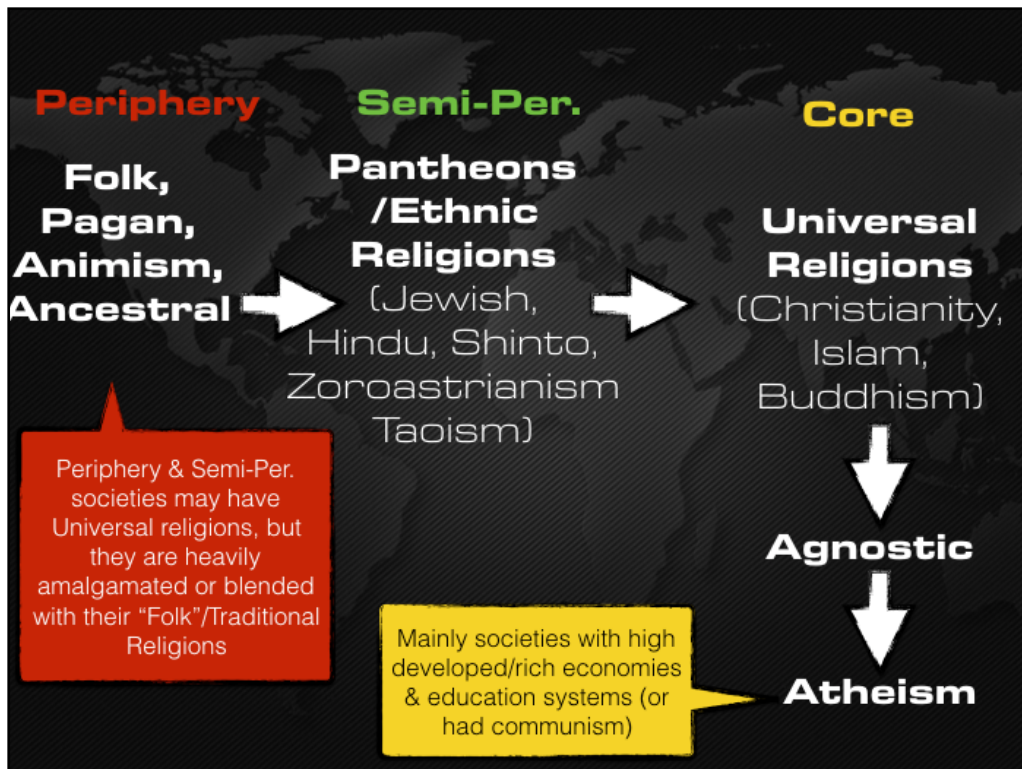 Periphery
Folk,
Pagan,
Animism,
Ancestral
Periphery & Semi-Per.
societies may have
Universal religions, but
they are heavily
amalgamated or blended
with their “Folk”/Traditional
Religions
Semi-Per.
Pantheons
/Ethnic
Religions
(Jewish,
Hindu, Shinto,
Zoroastrianism
Taoism)
Core
Universal
Religions
(Christianity,
Islam,
Buddhism)
Agnostic
Atheism
Mainly societies with high
developed/rich economies
& education systems (or
had communism)